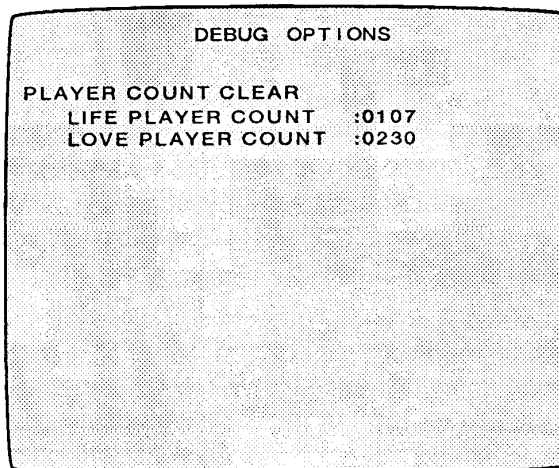 DEBUG OPTIONS
PLAYER COUNT CLEAR
LIFE PLAYER COUNT :0107
LOVE PLAYER COUNT :0230